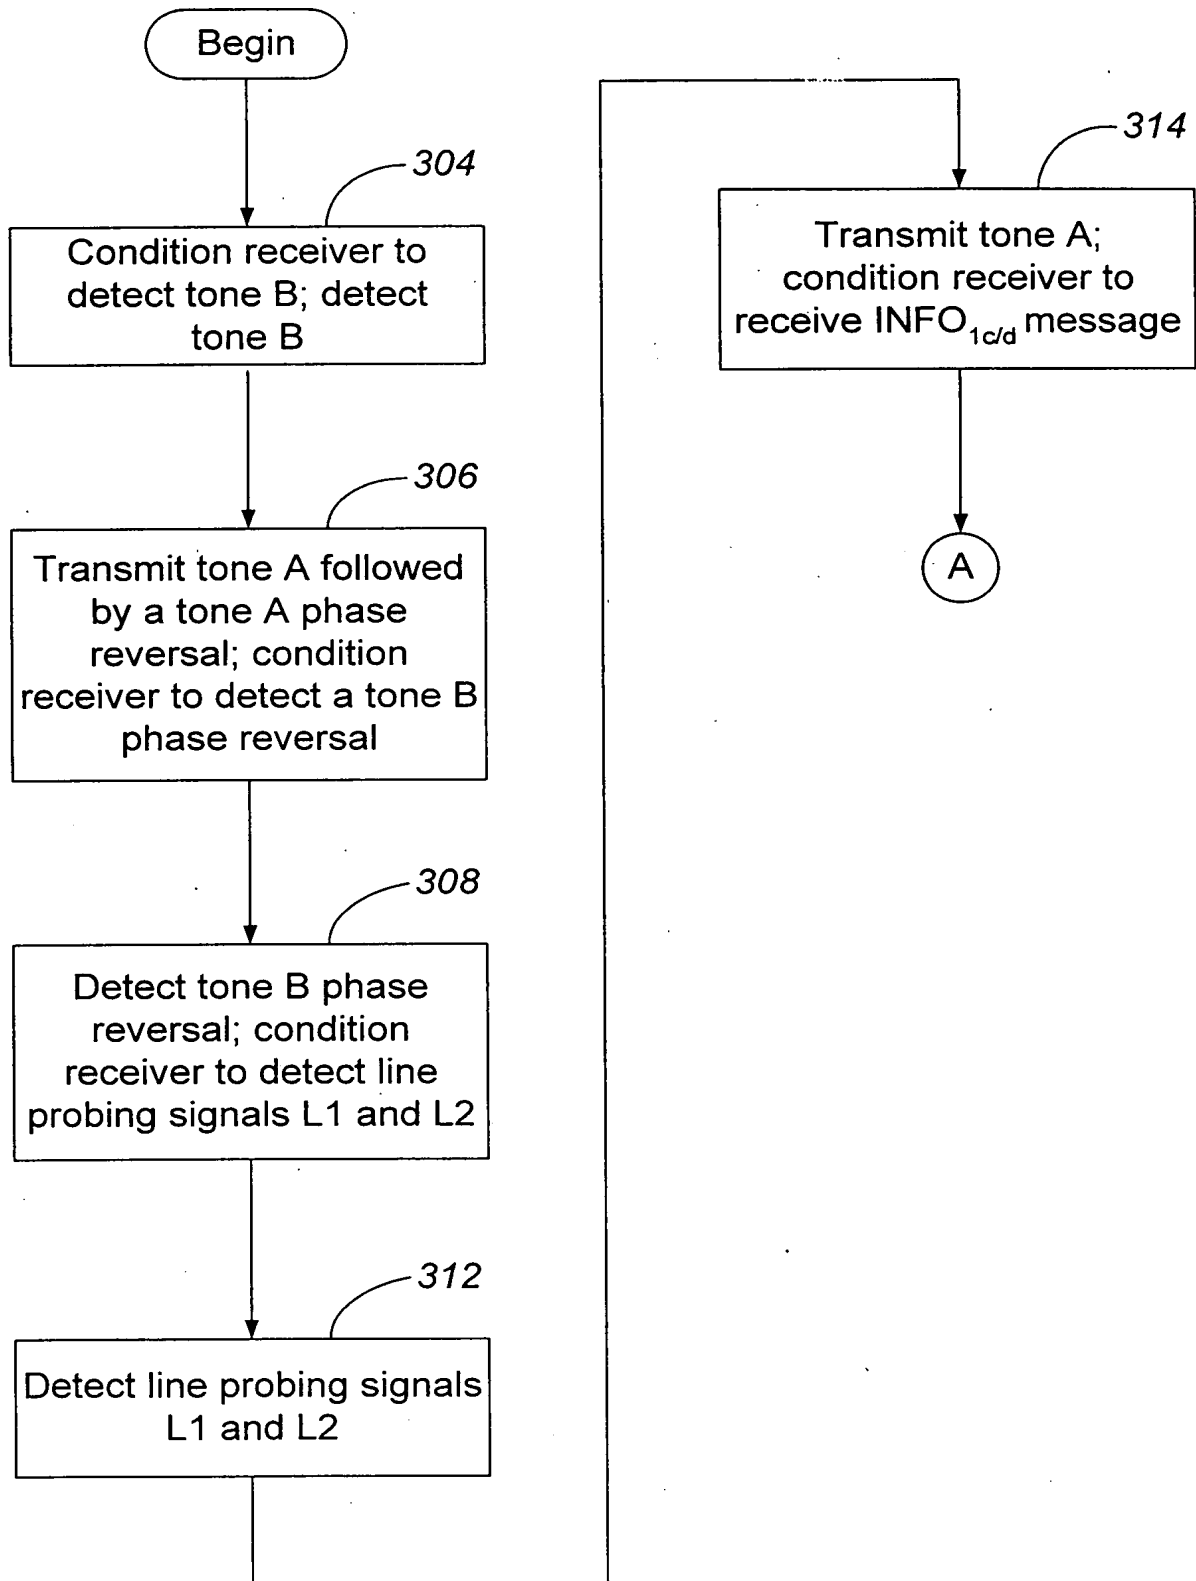 Begin
304
Condition receiver to
detect tone B; detect
tone B
306
Transmit tone A followed
by a tone A phase
reversal; condition
receiver to detect a tone B
phase reversal
308
Detect tone B phase
reversal; condition
receiver to detect line
probing signals L1 and L2
312
Detect line probing signals
L1 and L2
314
Transmit tone A;
condition receiver to
receive INFO1c/d message
A